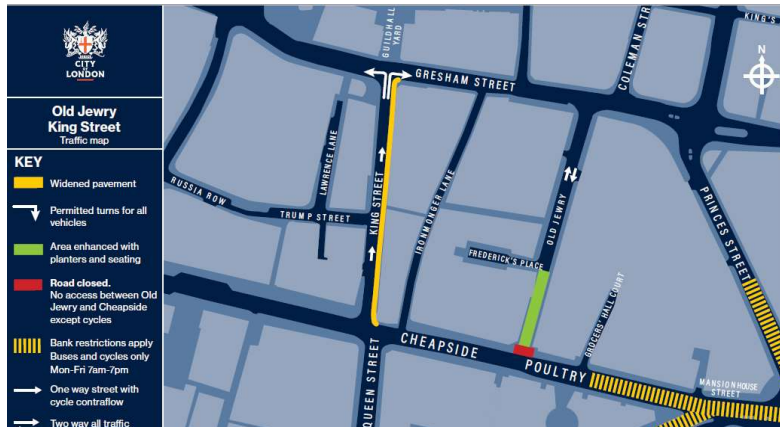 CITY
OF
LONDON
Old Jewry
King Street
Traffic map
KEY
Widened pavement
Permitted turns for all
vehicles
Area enhanced with
planters and seating
Road closed.
No access between Old
Jewry and Cheapside
except cycles
Bank restrictions apply
Buses and cycles only
Mon-Fri 7am-7pm
One way street with
cycle contraflow
Two way all traffic
GUILDHALL
YARD
GRESHAM STREET
COLEMAN STR
KING'S
N
LAWRENCE LANE
RUSSIA ROW
TRUMP STREET
KING STREET
IRONMONGER LANE
OLD JEWRY
FREDERICK'S PLACE
PRINCES STREET
GROCERS' HALL COURT
CHEAPSIDE
POULTRY
MANSION HOUSE
STREET
QUEEN STREET